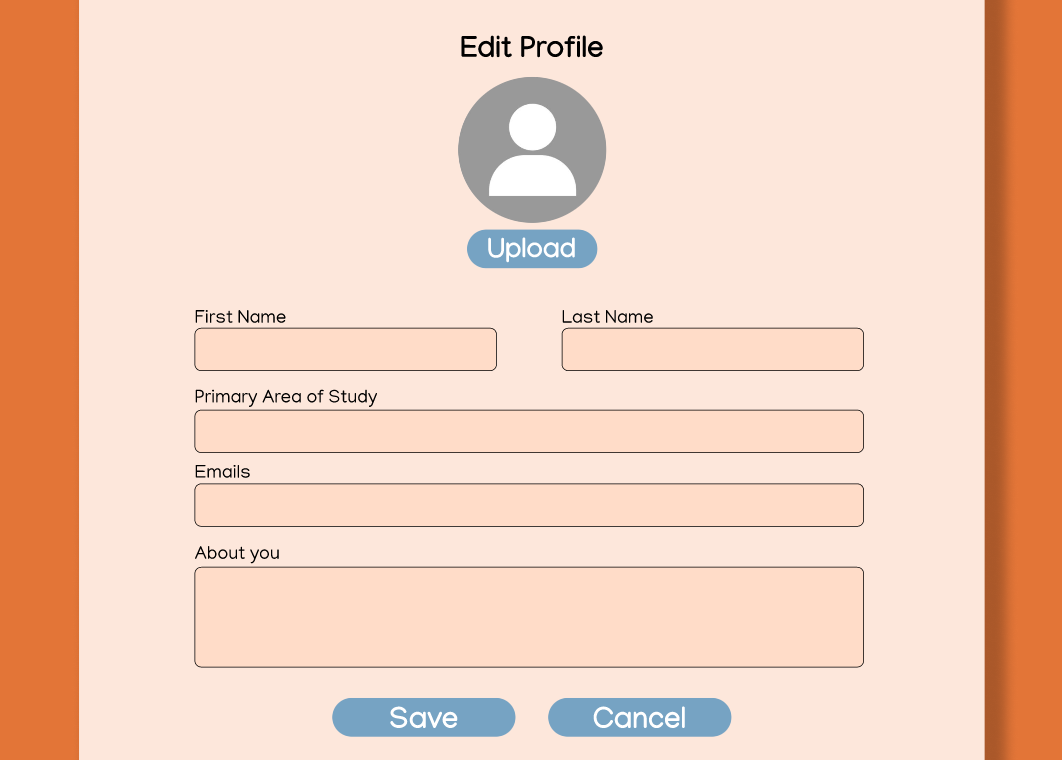 Edit Profile
Upload
First Name
Last Name
Primary Area of Study
Emails
About you
Save
Cancel